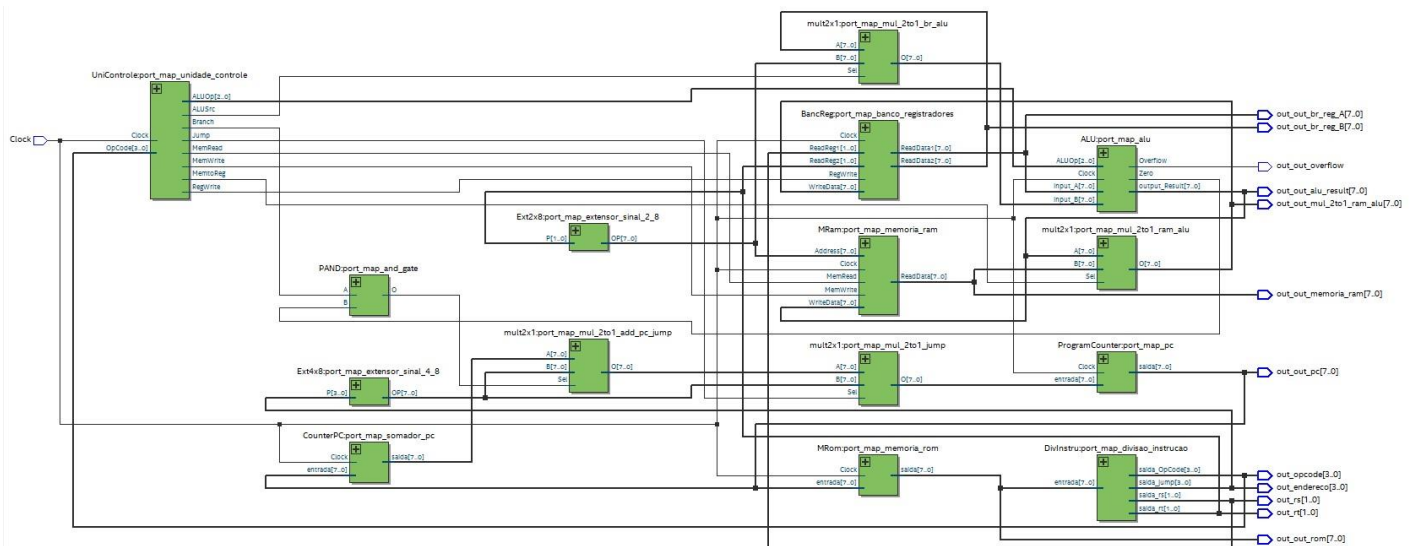 mult2x1:port_map_mul_2to1_br_alu
A[7..0]
B[7..0]
Sel
O[7..0]
UniControle:port_map_unidade_controle
Clock
OpCode[3..0]
ALUOp[2..0]
ALUSrc
Branch
Jump
MemRead
MemWrite
MemtoReg
RegWrite
Clock
BancReg:port_map_banco_registradores
Clock
ReadReg1[1..0]
ReadReg2[1..0]
RegWrite
WriteData[7..0]
ReadData1[7..0]
ReadData2[7..0]
ALU:port_map_alu
ALUOp[2..0]
Clock
Input_A[7..0]
Input_B[7..0]
Overflow
Zero
output_Result[7..0]
out_out_br_reg_A[7..0]
out_out_br_reg_B[7..0]
out_out_overflow
out_out_alu_result[7..0]
out_out_mul_2to1_ram_alu[7..0]
Ext2x8:port_map_extensor_sinal_2_8
P[1..0]
OP[7..0]
MRam:port_map_memoria_ram
Address[7..0]
Clock
MemRead
MemWrite
WriteData[7..0]
ReadData[7..0]
mult2x1:port_map_mul_2to1_ram_alu
A[7..0]
B[7..0]
Sel
O[7..0]
out_out_memoria_ram[7..0]
PAND:port_map_and_gate
A
B
O
mult2x1:port_map_mul_2to1_add_pc_jump
A[7..0]
B[7..0]
Sel
O[7..0]
mult2x1:port_map_mul_2to1_jump
A[7..0]
B[7..0]
Sel
O[7..0]
ProgramCounter:port_map_pc
Clock
entrada[7..0]
saida[7..0]
out_out_pc[7..0]
Ext4x8:port_map_extensor_sinal_4_8
P[3..0]
OP[7..0]
CounterPC:port_map_somador_pc
Clock
entrada[7..0]
saida[7..0]
MRom:port_map_memoria_rom
Clock
entrada[7..0]
saida[7..0]
DivInstru:port_map_divisao_instrucao
entrada[7..0]
saida_OpCode[3..0]
saida_jump[3..0]
saida_rs[1..0]
saida_rt[1..0]
out_opcode[3..0]
out_endereco[3..0]
out_rs[1..0]
out_rt[1..0]
out_out_rom[7..0]